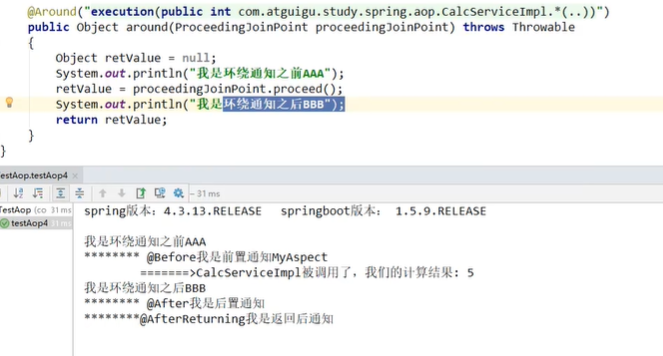 @Around("execution(public int com.atguigu.study.spring.aop.CalcServiceImpl.*(..))")
public Object around(ProceedingJoinPoint proceedingJoinPoint) throws Throwable
{
Object retValue = null;
System.out.println("我是环绕通知之前AAA");
retValue = proceedingJoinPoint.proceed();
System.out.println("我是环绕通知之后BBB");
return retValue;
}
}
TestAop.testAop4
– 31 ms
TestAop (co 31 ms
testAop4 0 ms
spring版本：4.3.13.RELEASE springboot版本： 1.5.9.RELEASE
我是环绕通知之前AAA
******** @Before我是前置通知MyAspect
=======>CalcServiceImpl被调用了，我们的计算结果：5
我是环绕通知之后BBB
******** @After我是后置通知
********@AfterReturning我是返回后通知